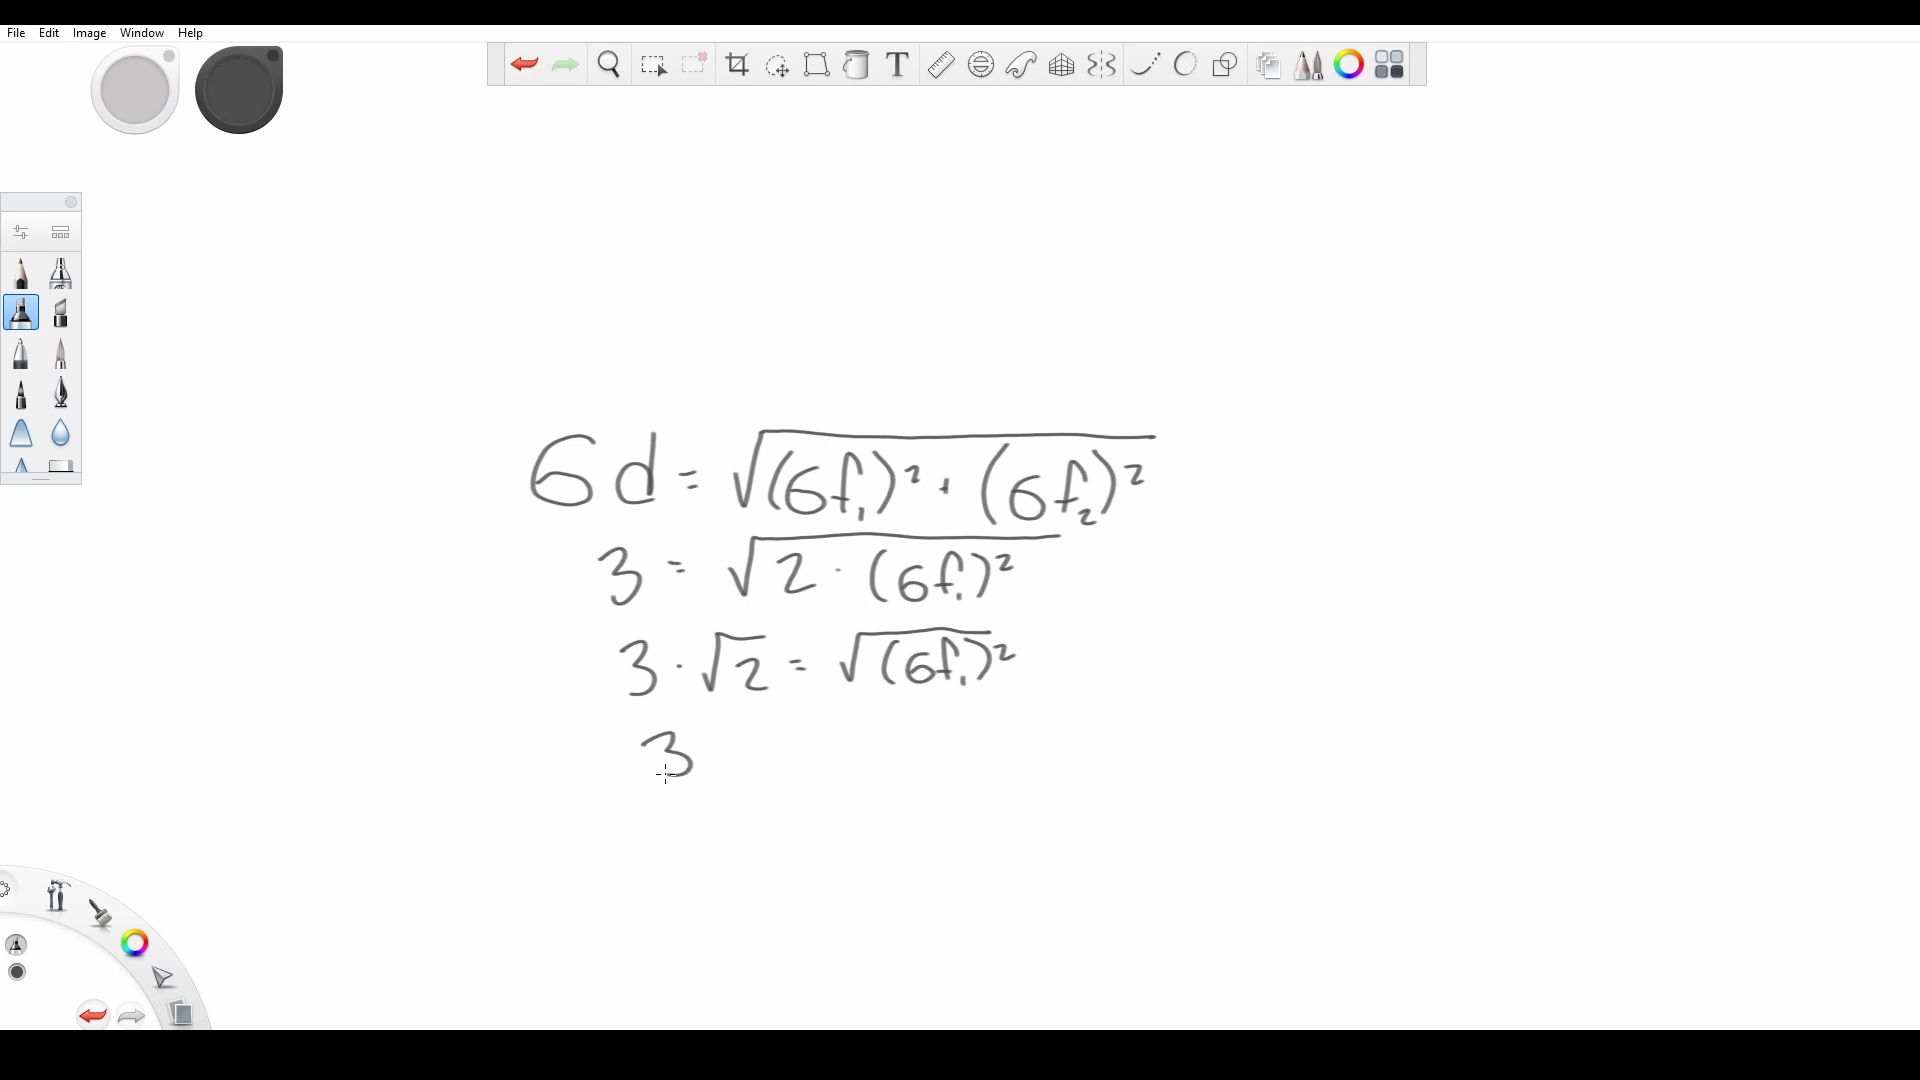 File Edit Image Window Help
T
6d = √(6f₁)² + (6f₂)²
3 = √2 · (6f₁)²
3 · √2 = √(6f₁)²
3